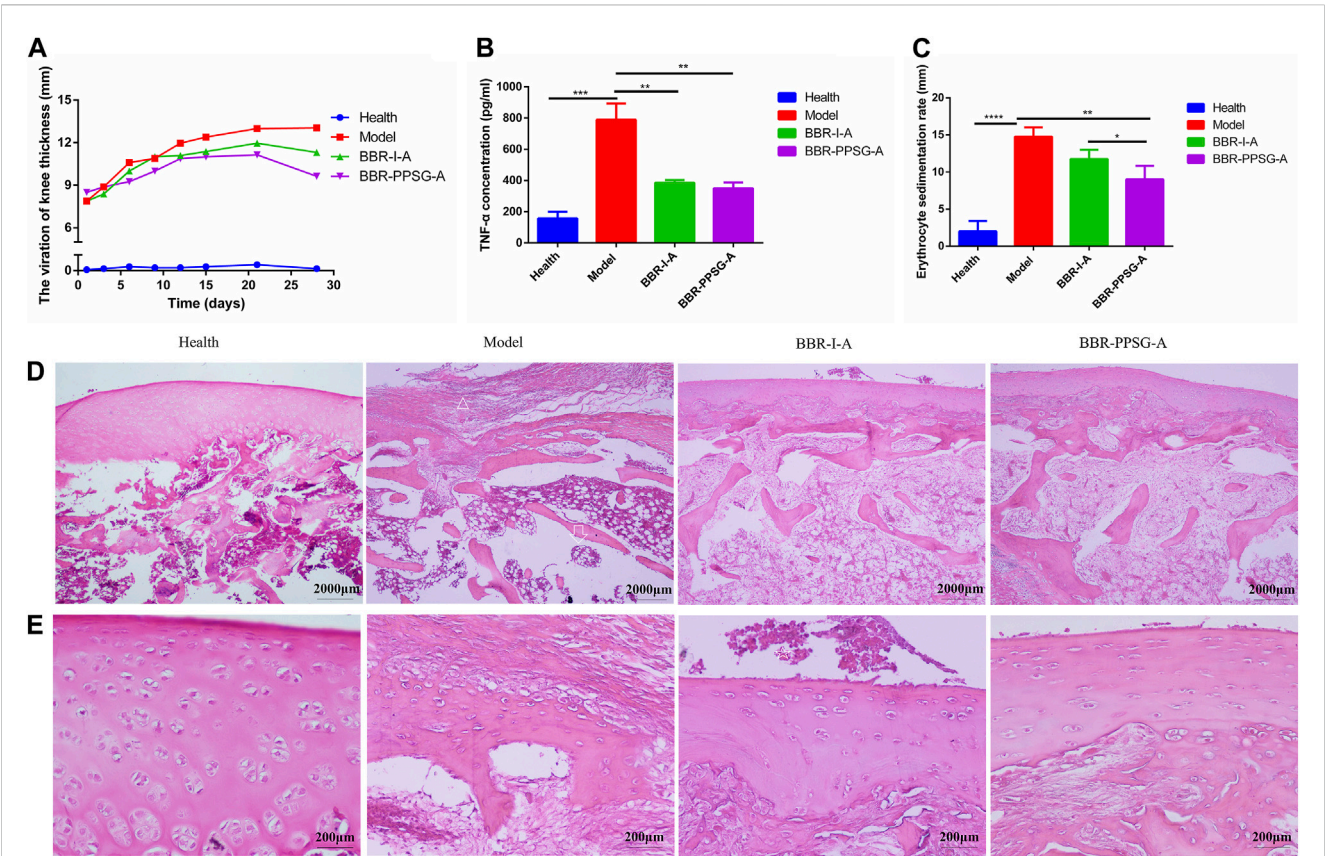 A
The viration of knee thickness (mm)
15
12
9
6
0
0 5 10 15 20 25 30
Time (days)
Health
Model
BBR-I-A
BBR-PPSG-A
B
TNF-α concentration (pg/ml)
1000
800
600
400
200
0
***
**
**
Health
Model
BBR-I-A
BBR-PPSG-A
Health
Model
BBR-I-A
BBR-PPSG-A
C
Erythrocyte sedimentation rate (mm)
20
15
10
5
0
****
**
*
Health
Model
BBR-I-A
BBR-PPSG-A
Health
Model
BBR-I-A
BBR-PPSG-A
Health Model BBR-I-A BBR-PPSG-A
D
2000μm 2000μm 2000μm 2000μm
E
200μm 200μm 200μm 200μm